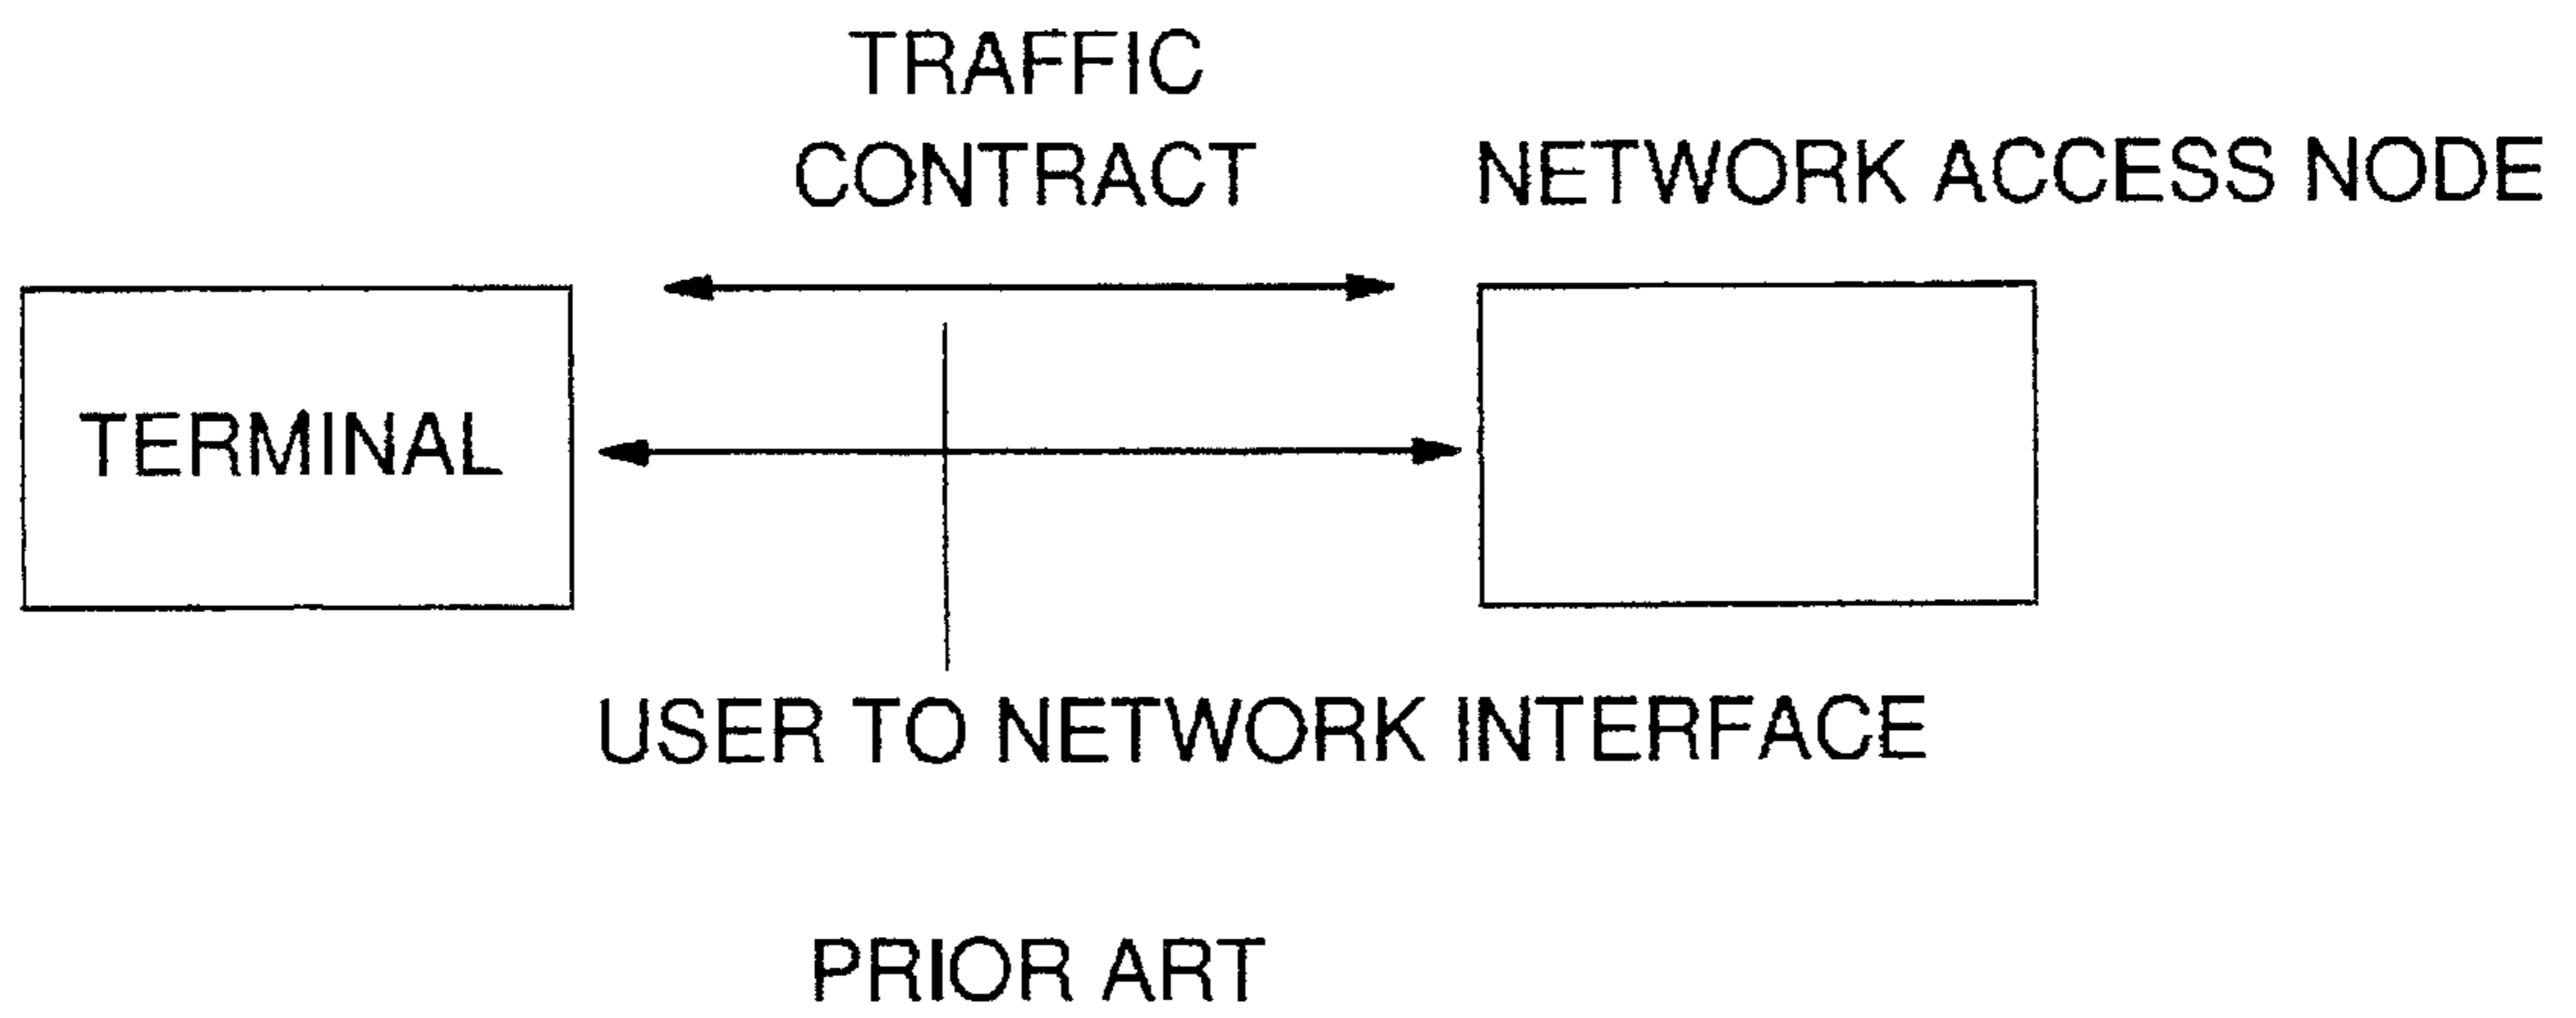 TRAFFIC
CONTRACT
NETWORK ACCESS NODE
TERMINAL
USER TO NETWORK INTERFACE
PRIOR ART